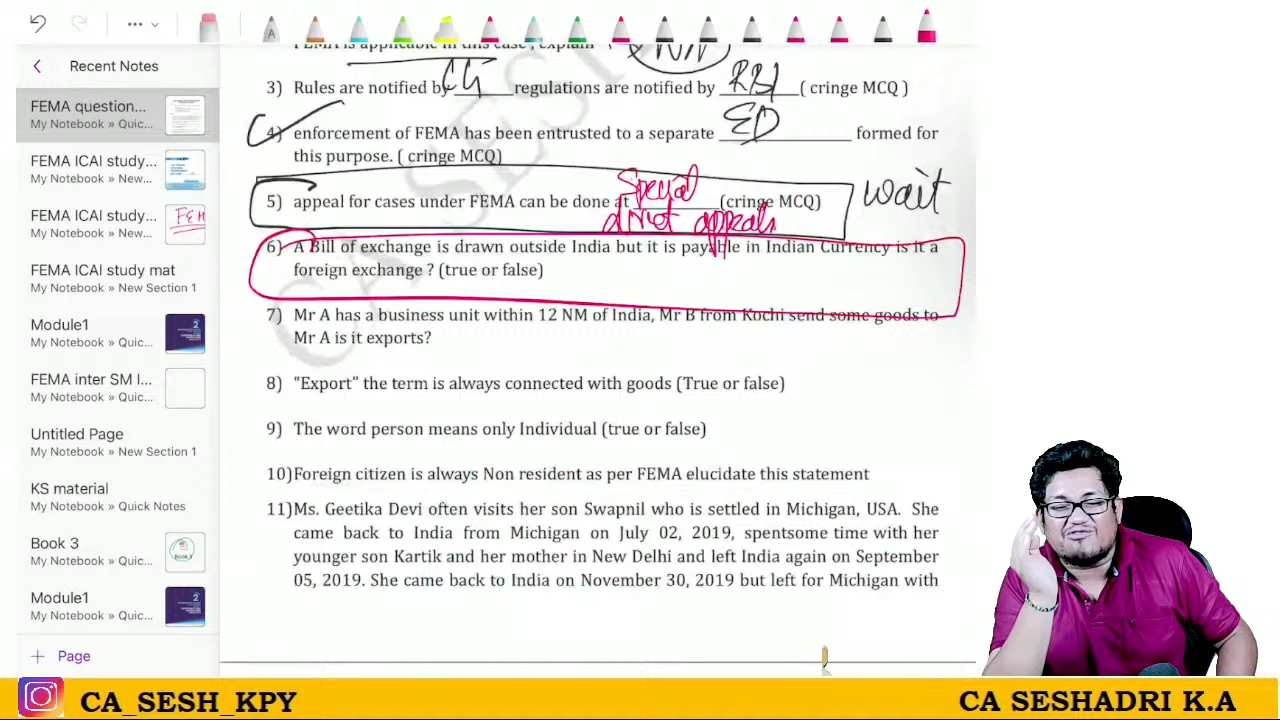 Recent Notes
FEMA question...
My Notebook » Quic...
FEMA ICAI study...
My Notebook » New...
FEMA ICAI study...
My Notebook » New...
FEM
FEMA ICAI study mat
My Notebook » New Section 1
Module1
My Notebook » Quic...
FEMA inter SM I...
My Notebook » Quic...
Untitled Page
My Notebook » New Section 1
KS material
My Notebook » Quick Notes
Book 3
My Notebook » Quic...
Module1
My Notebook » Quic...
+ Page
FEMA is applicable in this case , explain (
3) Rules are notified by CG regulations are notified by RBI ( cringe MCQ )
4) enforcement of FEMA has been entrusted to a separate ED formed for
this purpose. ( cringe MCQ)
5) appeal for cases under FEMA can be done at Special (cringe MCQ)
appeals
wait
6) A Bill of exchange is drawn outside India but it is payable in Indian Currency is it a
foreign exchange ? (true or false)
7) Mr A has a business unit within 12 NM of India, Mr B from Kochi send some goods to
Mr A is it exports?
8) “Export” the term is always connected with goods (True or false)
9) The word person means only Individual (true or false)
10)Foreign citizen is always Non resident as per FEMA elucidate this statement
11)Ms. Geetika Devi often visits her son Swapnil who is settled in Michigan, USA. She
came back to India from Michigan on July 02, 2019, spentsome time with her
younger son Kartik and her mother in New Delhi and left India again on September
05, 2019. She came back to India on November 30, 2019 but left for Michigan with
CA_SESH_KPY
CA SESHADRI K.A